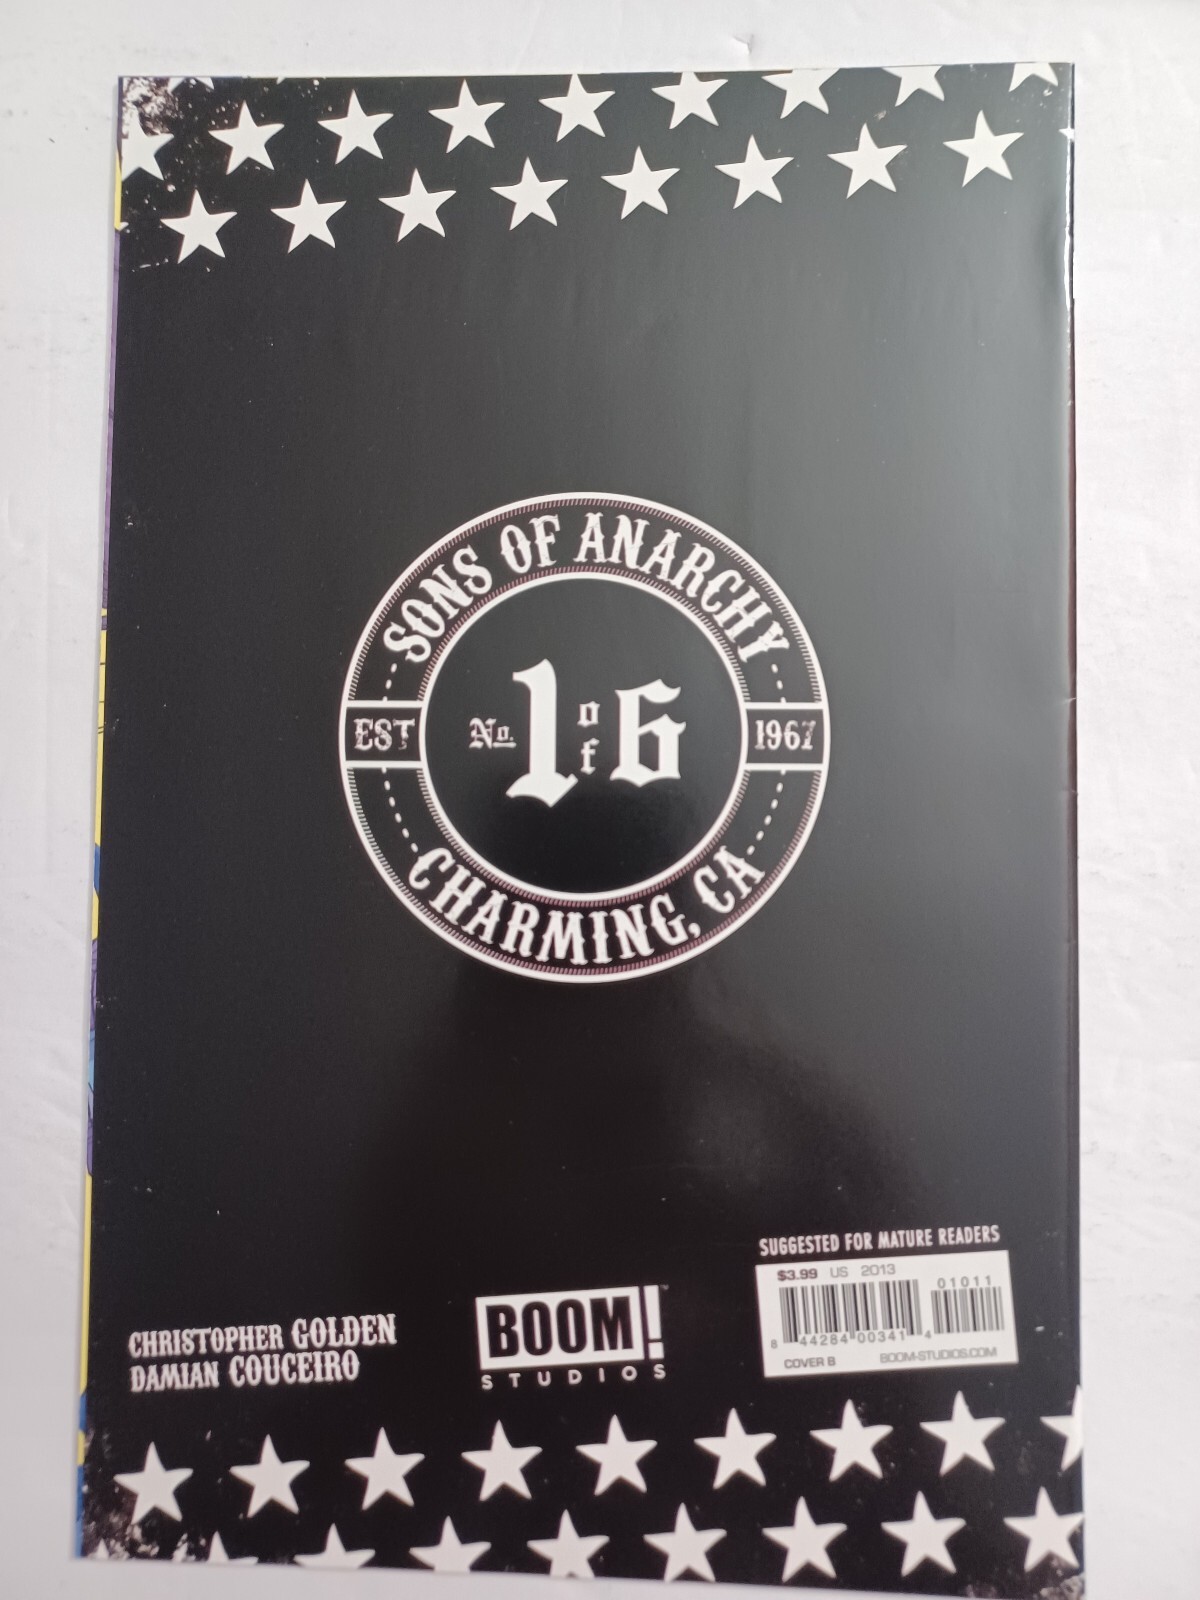 SONS OF ANARCHY
EST
No. 1 of 6
1967
CHARMING, CA
SUGGESTED FOR MATURE READERS
$3.99 US 2013
01011
8 44284 00341 4
COVER B
BOOM-STUDIOS.COM
CHRISTOPHER GOLDEN
DAMIAN COUCEIRO
BOOM! ™
STUDIOS